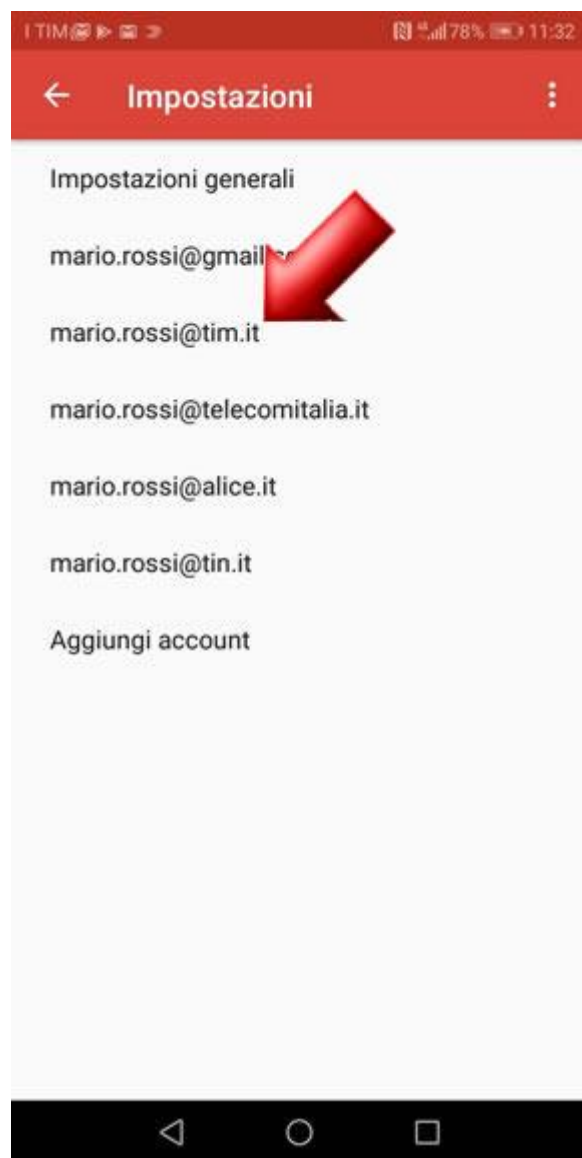 I TIM 78% 11:32
Impostazioni
Impostazioni generali
mario.rossi@gmail
mario.rossi@tim.it
mario.rossi@telecomitalia.it
mario.rossi@alice.it
mario.rossi@tin.it
Aggiungi account